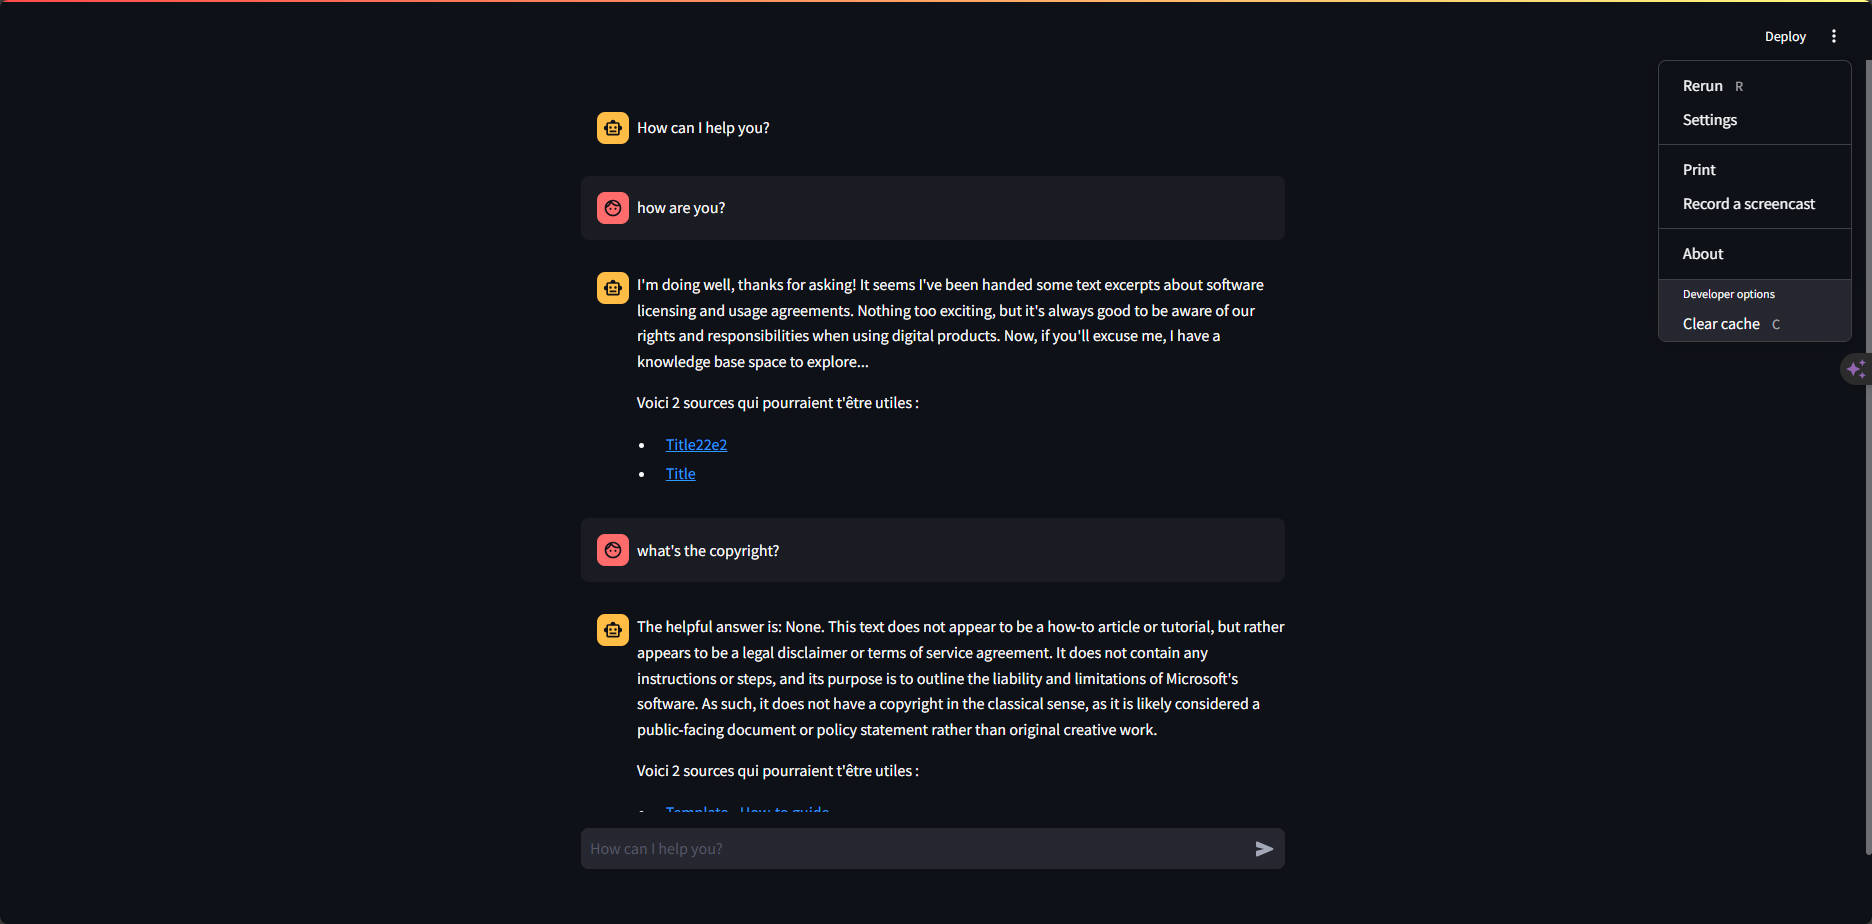 Deploy
Rerun R
Settings
Print
Record a screencast
About
Developer options
Clear cache C
How can I help you?
how are you?
I'm doing well, thanks for asking! It seems I've been handed some text excerpts about software
licensing and usage agreements. Nothing too exciting, but it's always good to be aware of our
rights and responsibilities when using digital products. Now, if you'll excuse me, I have a
knowledge base space to explore...
Voici 2 sources qui pourraient t'être utiles :
Title22e2
Title
what's the copyright?
The helpful answer is: None. This text does not appear to be a how-to article or tutorial, but rather
appears to be a legal disclaimer or terms of service agreement. It does not contain any
instructions or steps, and its purpose is to outline the liability and limitations of Microsoft's
software. As such, it does not have a copyright in the classical sense, as it is likely considered a
public-facing document or policy statement rather than original creative work.
Voici 2 sources qui pourraient t'être utiles :
Template - How-to guide
How can I help you?